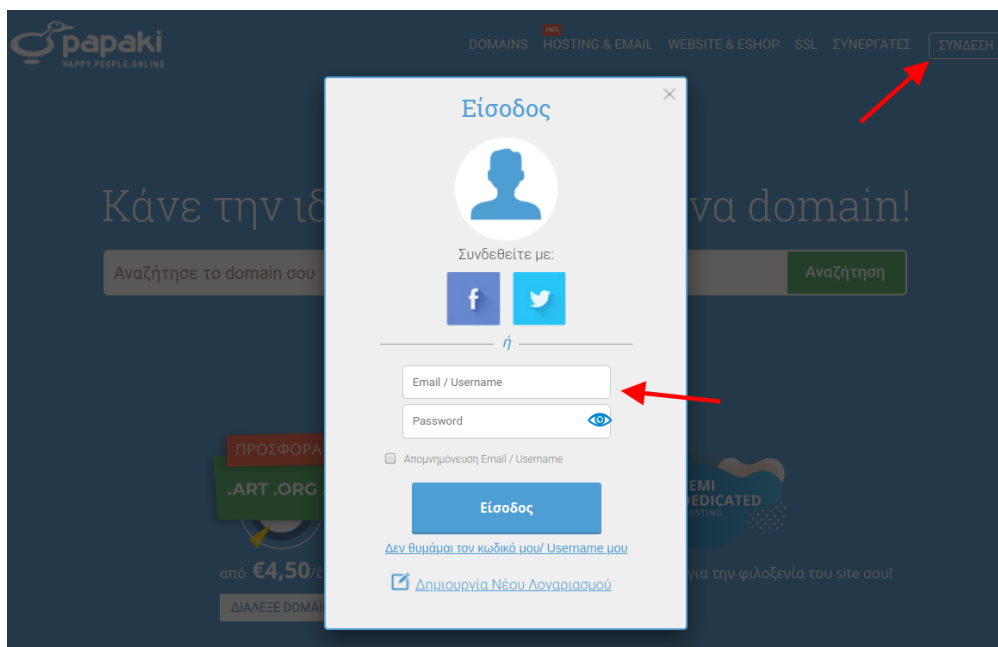 papaki
HAPPY.PEOPLE.ONLINE
ΝΕΟ
DOMAINS HOSTING & EMAIL WEBSITE & ESHOP SSL ΣΥΝΕΡΓΑΤΕΣ ΣΥΝΔΕΣΗ
Είσοδος
Συνδεθείτε με:
f
ή
Email / Username
Password
Απομνημόνευση Email / Username
Είσοδος
Δεν θυμάμαι τον κωδικό μου/ Username μου
Δημιουργία Νέου Λογαριασμού
Κάνε την ιδ
να domain!
Αναζήτησε το domain σου
Αναζήτηση
ΠΡΟΣΦΟΡΑ
.ART .ORG
από €4,50/έ
ΔΙΑΛΕΞΕ DOMAI
EMI
DEDICATED
HOSTING
για την φιλοξενία του site σου!